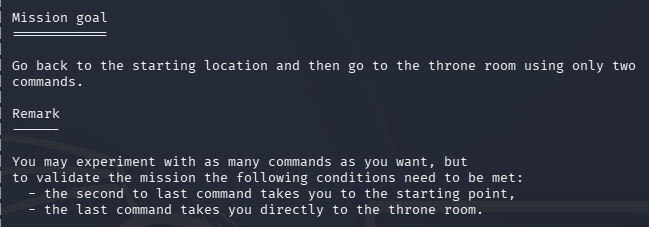 Mission goal
============
Go back to the starting location and then go to the throne room using only two
commands.
Remark
------
You may experiment with as many commands as you want, but
to validate the mission the following conditions need to be met:
- the second to last command takes you to the starting point,
- the last command takes you directly to the throne room.